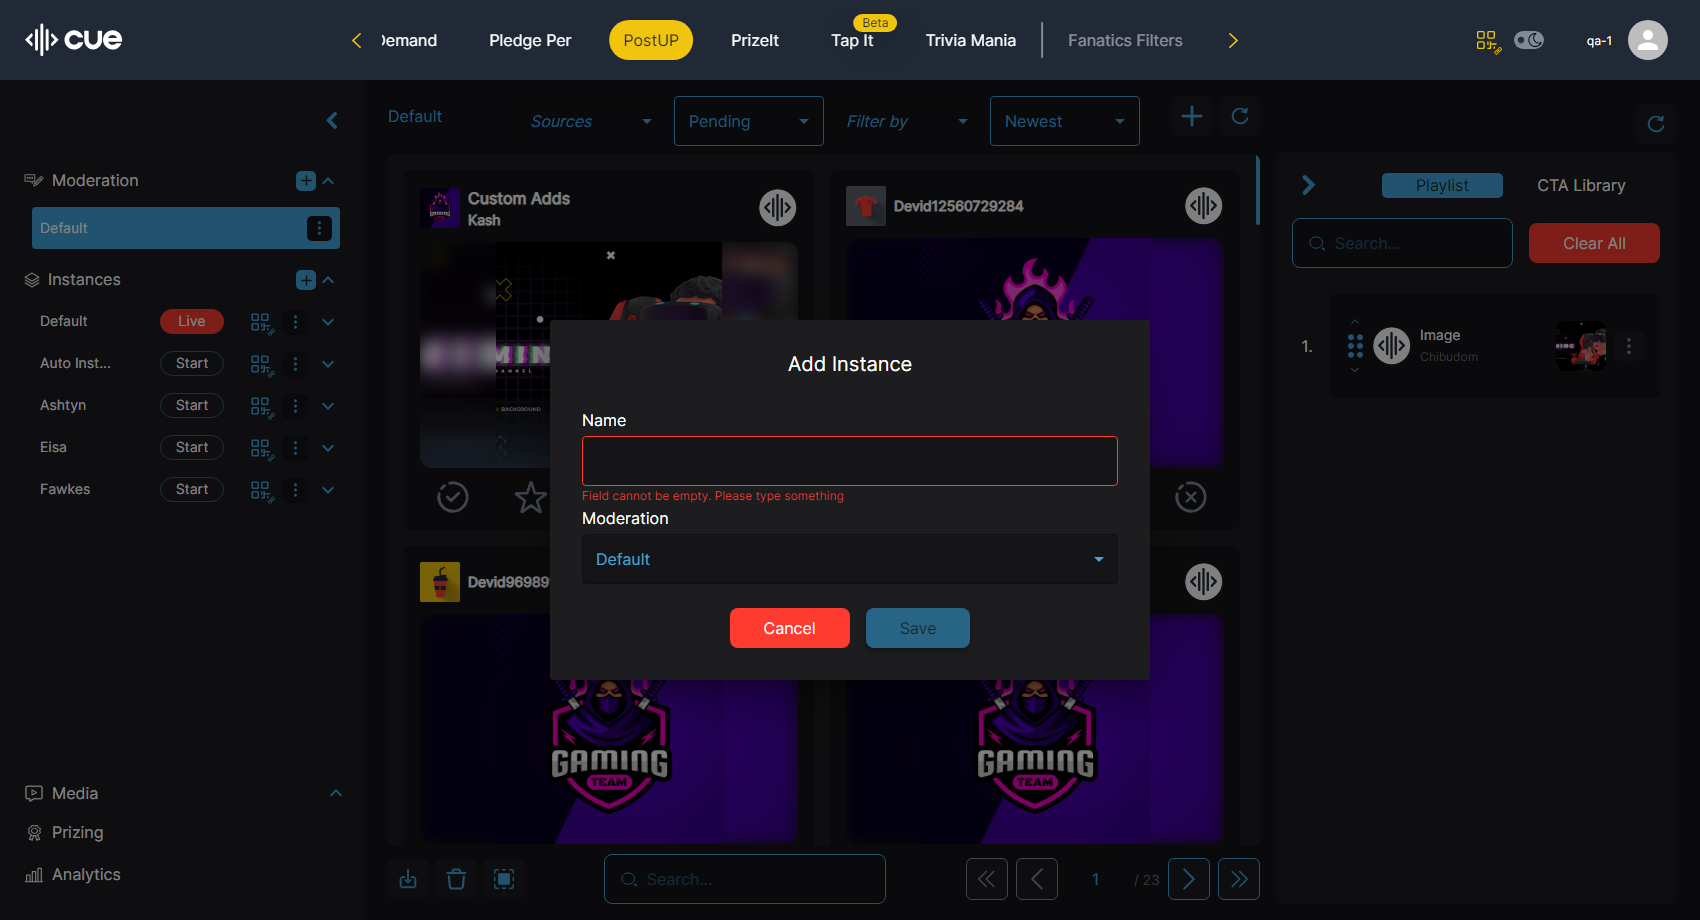 cue
Demand
Pledge Per
PostUP
PrizeIt
Beta
Tap It
Trivia Mania
Fanatics Filters
qa-1
Moderation
Default
Instances
Default
Live
Auto Inst...
Start
Ashtyn
Start
Eisa
Start
Fawkes
Start
Media
Prizing
Analytics
Default
Sources
Pending
Filter by
Newest
Custom Adds
Kash
Devid12560729284
BACKGROUND
Add Instance
Name
Field cannot be empty. Please type something
Moderation
Default
Cancel
Save
Devid96989
GAMING
TEAM
GAMING
TEAM
Search...
1
/ 23
Playlist
CTA Library
Search...
Clear All
1.
Image
Chibudom